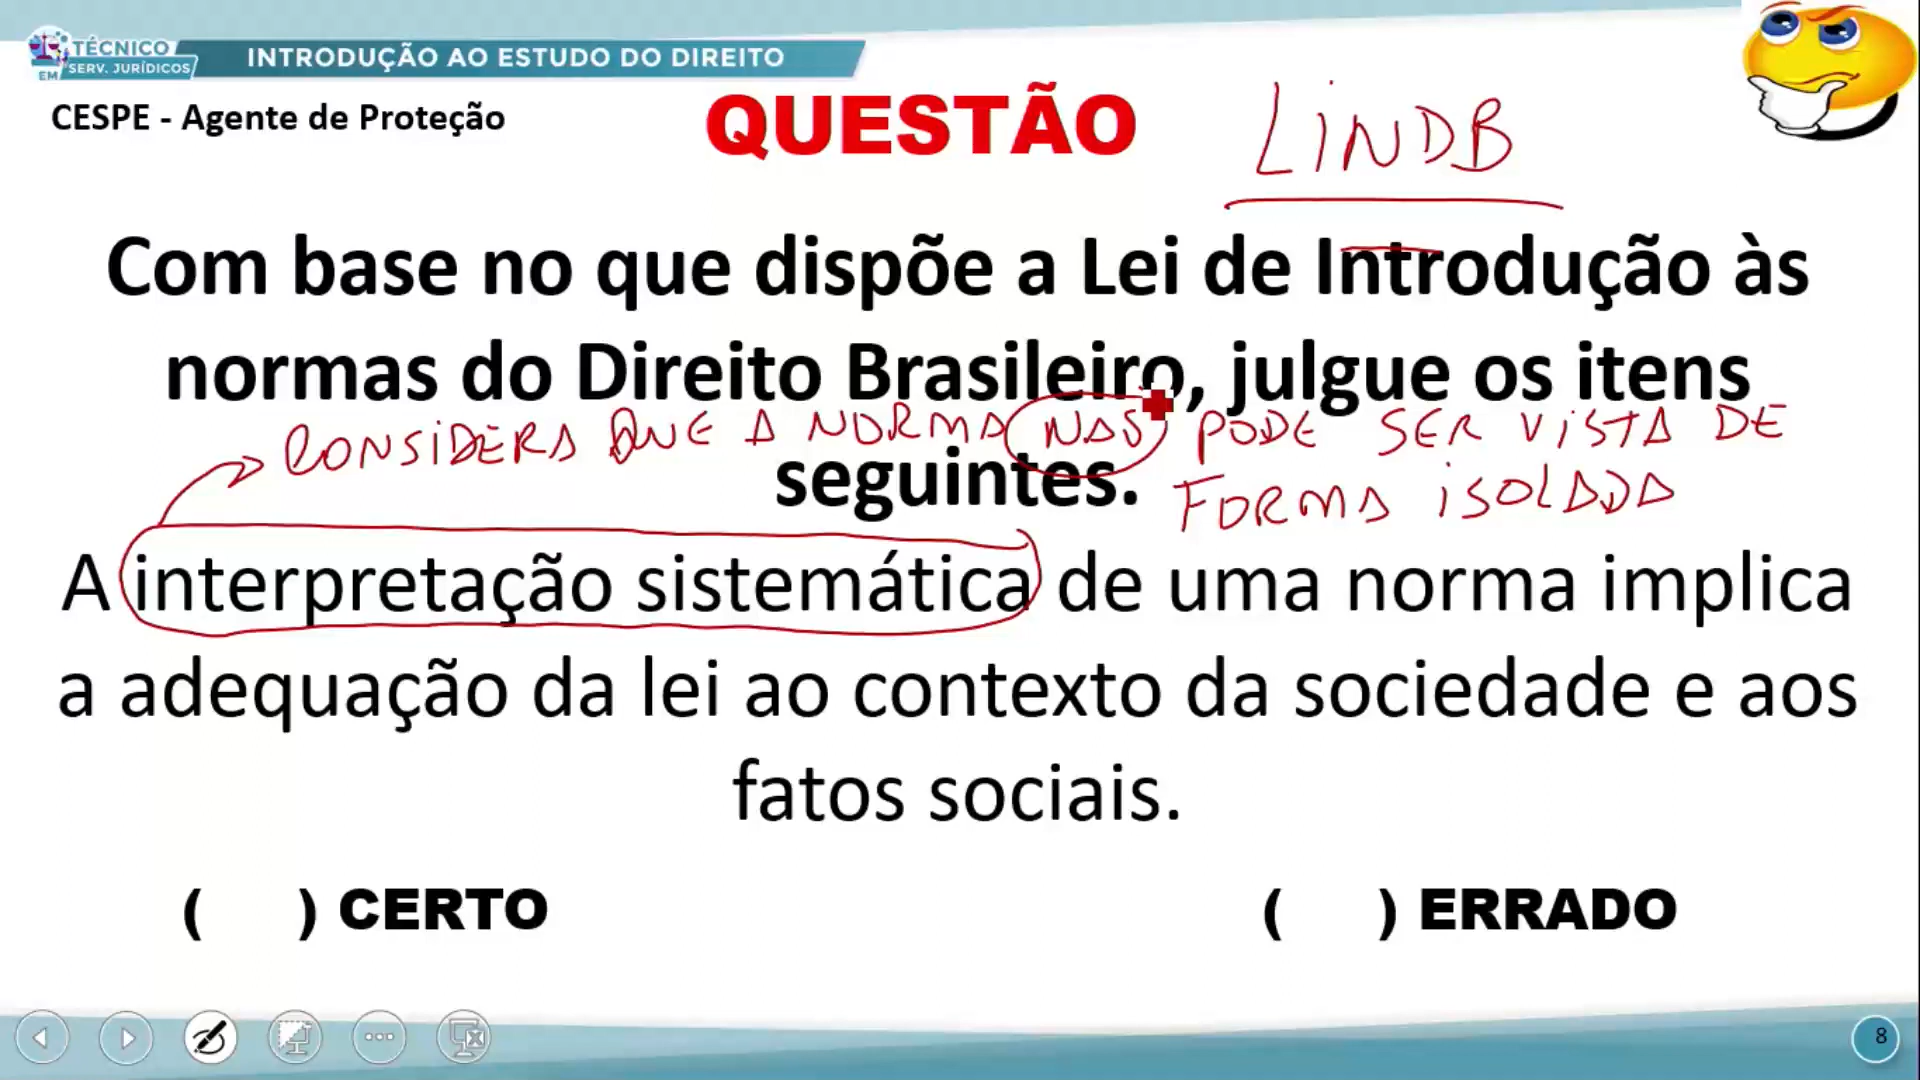 TÉCNICO
EM SERV. JURÍDICOS
INTRODUÇÃO AO ESTUDO DO DIREITO
CESPE - Agente de Proteção
QUESTÃO
LINDB
Com base no que dispõe a Lei de Introdução às
normas do Direito Brasileiro, julgue os itens
CONSIDERA QUE A NORMA NÃO PODE SER VISTA DE
seguintes.
FORMA ISOLADA
A interpretação sistemática de uma norma implica
a adequação da lei ao contexto da sociedade e aos
fatos sociais.
( ) CERTO
( ) ERRADO
8